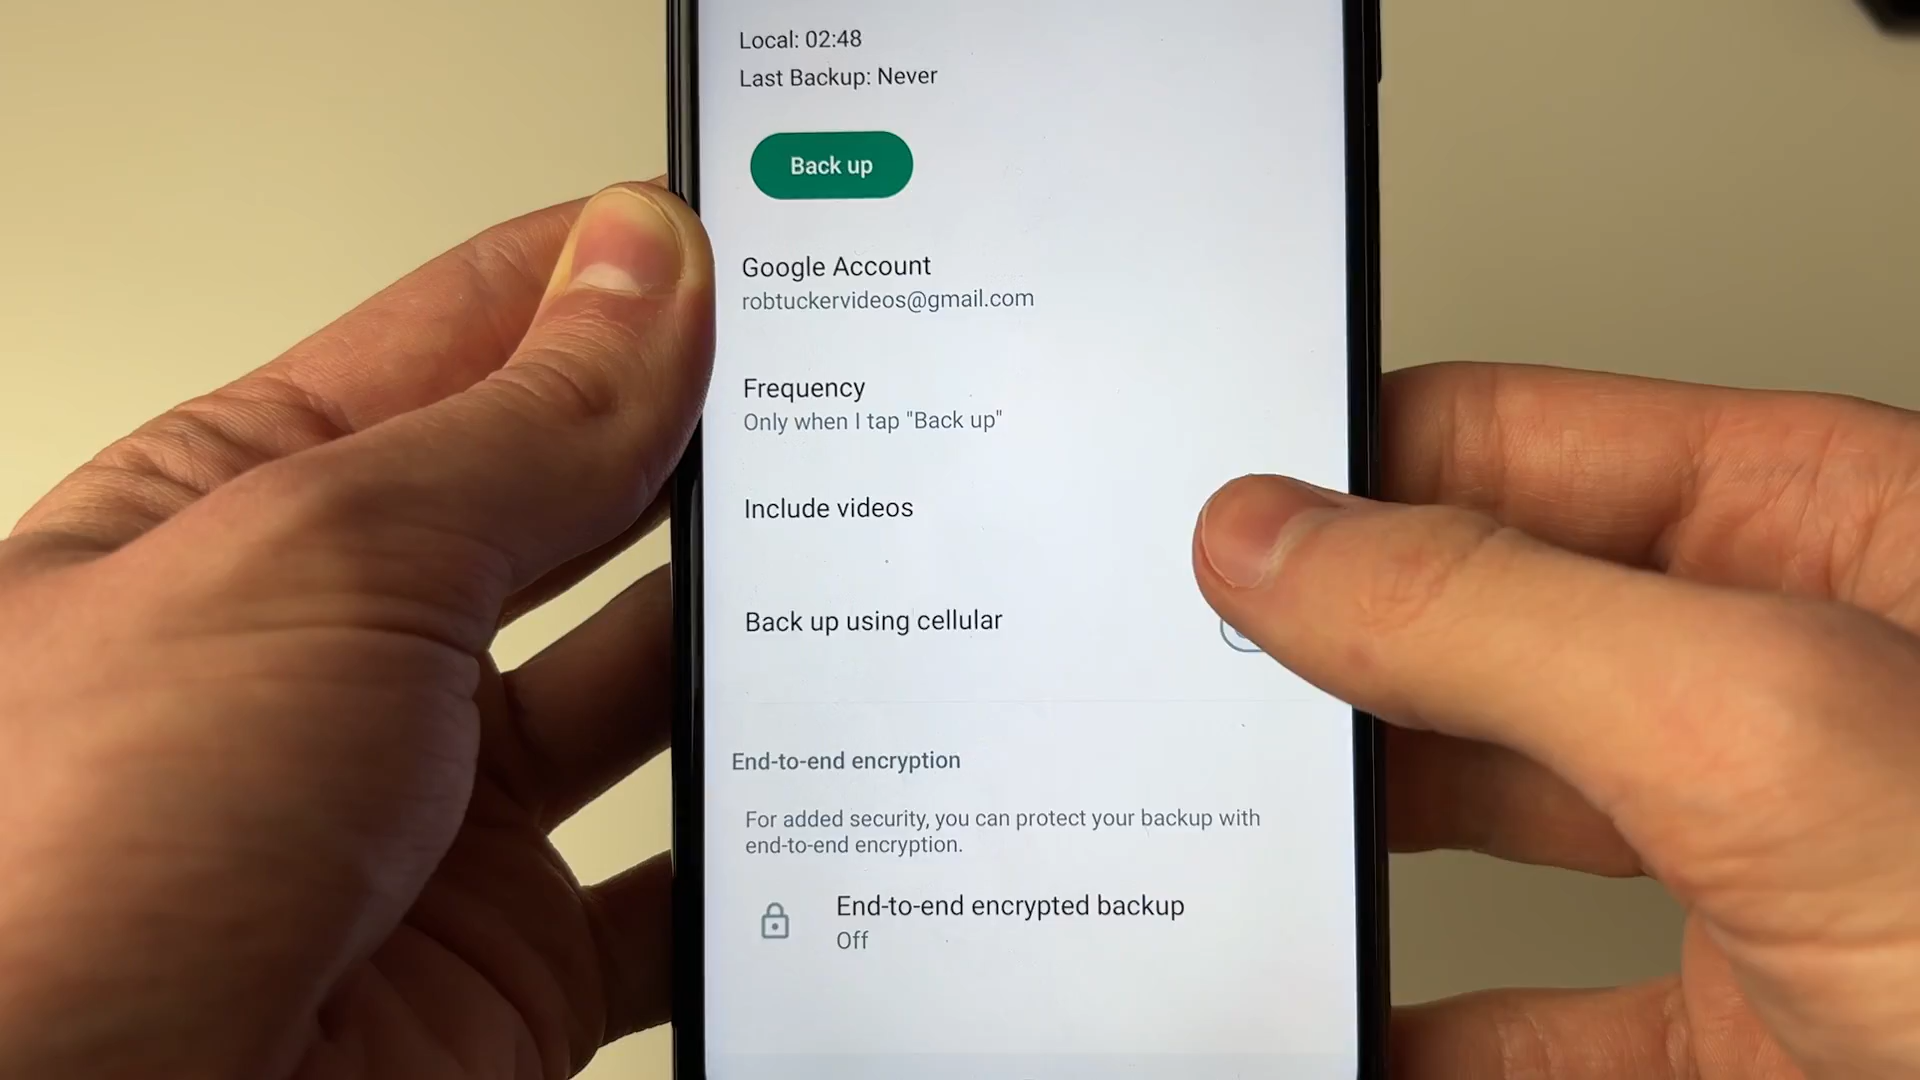 Local: 02:48
Last Backup: Never
Back up
Google Account
robtuckervideos@gmail.com
Frequency
Only when I tap "Back up"
Include videos
Back up using cellular
End-to-end encryption
For added security, you can protect your backup with
end-to-end encryption.
End-to-end encrypted backup
Off